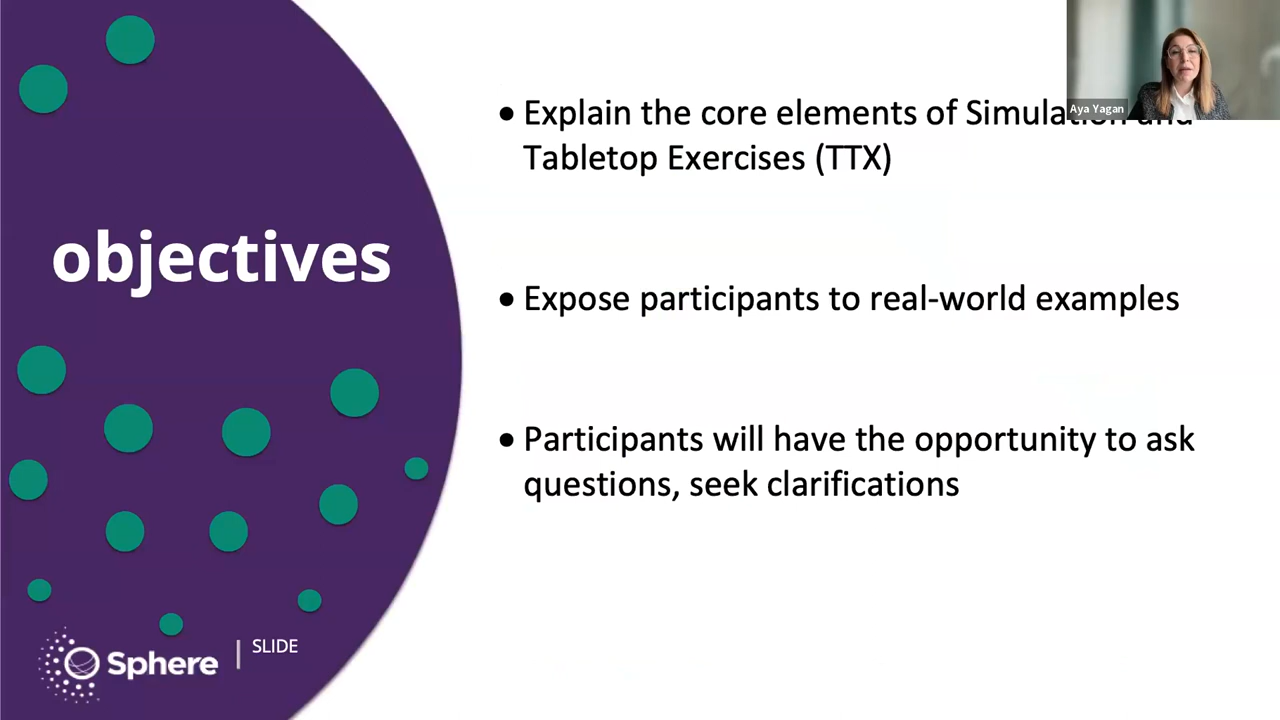 objectives
• Explain the core elements of Simulation and
Tabletop Exercises (TTX)
• Expose participants to real-world examples
• Participants will have the opportunity to ask
questions, seek clarifications
Aya Yagan
Sphere | SLIDE